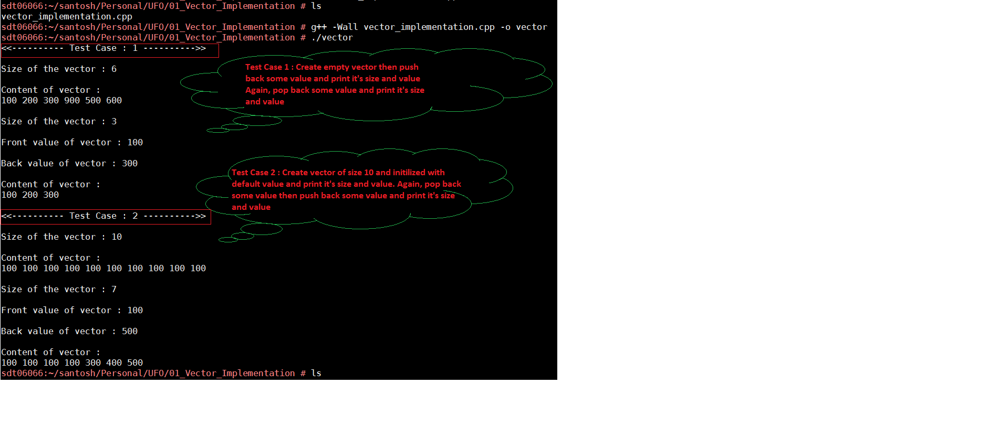 sdt06066:~/santosh/Personal/UFO/01_Vector_Implementation # ls
vector_implementation.cpp
sdt06066:~/santosh/Personal/UFO/01_Vector_Implementation # g++ -Wall vector_implementation.cpp -o vector
sdt06066:~/santosh/Personal/UFO/01_Vector_Implementation # ./vector
<<---------- Test Case : 1 ---------->>
Test Case 1 : Create empty vector then push
back some value and print it's size and value
Again, pop back some value and print it's size
and value
Size of the vector : 6
Content of vector :
100 200 300 900 500 600
Size of the vector : 3
Front value of vector : 100
Back value of vector : 300
Content of vector :
100 200 300
Test Case 2 : Create vector of size 10 and initilized with
default value and print it's size and value. Again, pop back
some value then push back some value and print it's size
and value
<<---------- Test Case : 2 ---------->>
Size of the vector : 10
Content of vector :
100 100 100 100 100 100 100 100 100 100
Size of the vector : 7
Front value of vector : 100
Back value of vector : 500
Content of vector :
100 100 100 100 300 400 500
sdt06066:~/santosh/Personal/UFO/01_Vector_Implementation # ls